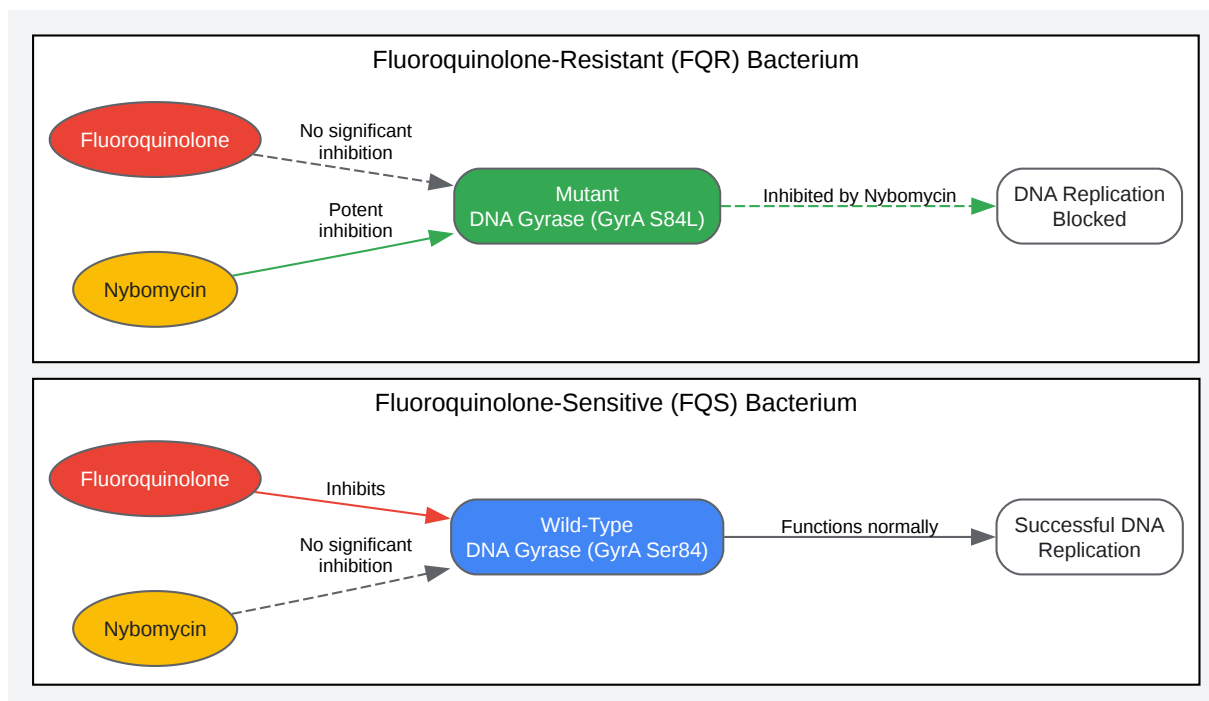 Fluoroquinolone-Resistant (FQR) Bacterium
Fluoroquinolone
No significant
inhibition
Potent
inhibition
Nybomycin
Mutant
DNA Gyrase (GyrA S84L)
Inhibited by Nybomycin
DNA Replication
Blocked
Fluoroquinolone-Sensitive (FQS) Bacterium
Fluoroquinolone
Inhibits
No significant
inhibition
Nybomycin
Wild-Type
DNA Gyrase (GyrA Ser84)
Functions normally
Successful DNA
Replication